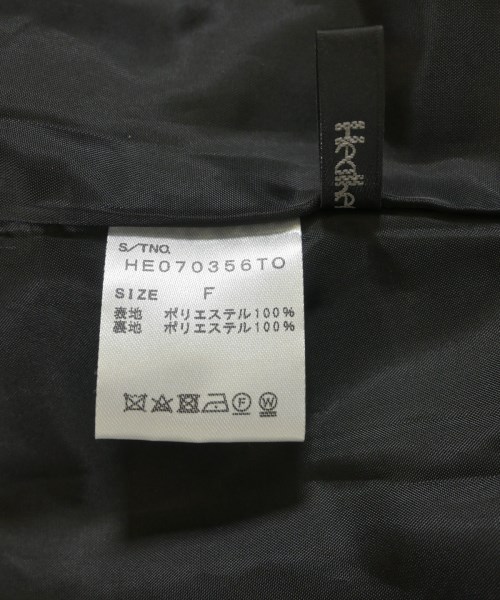 Heather
S/TNO.
HE070356TO
SIZE F
表地 ポリエステル100%
裏地 ポリエステル100%
F W